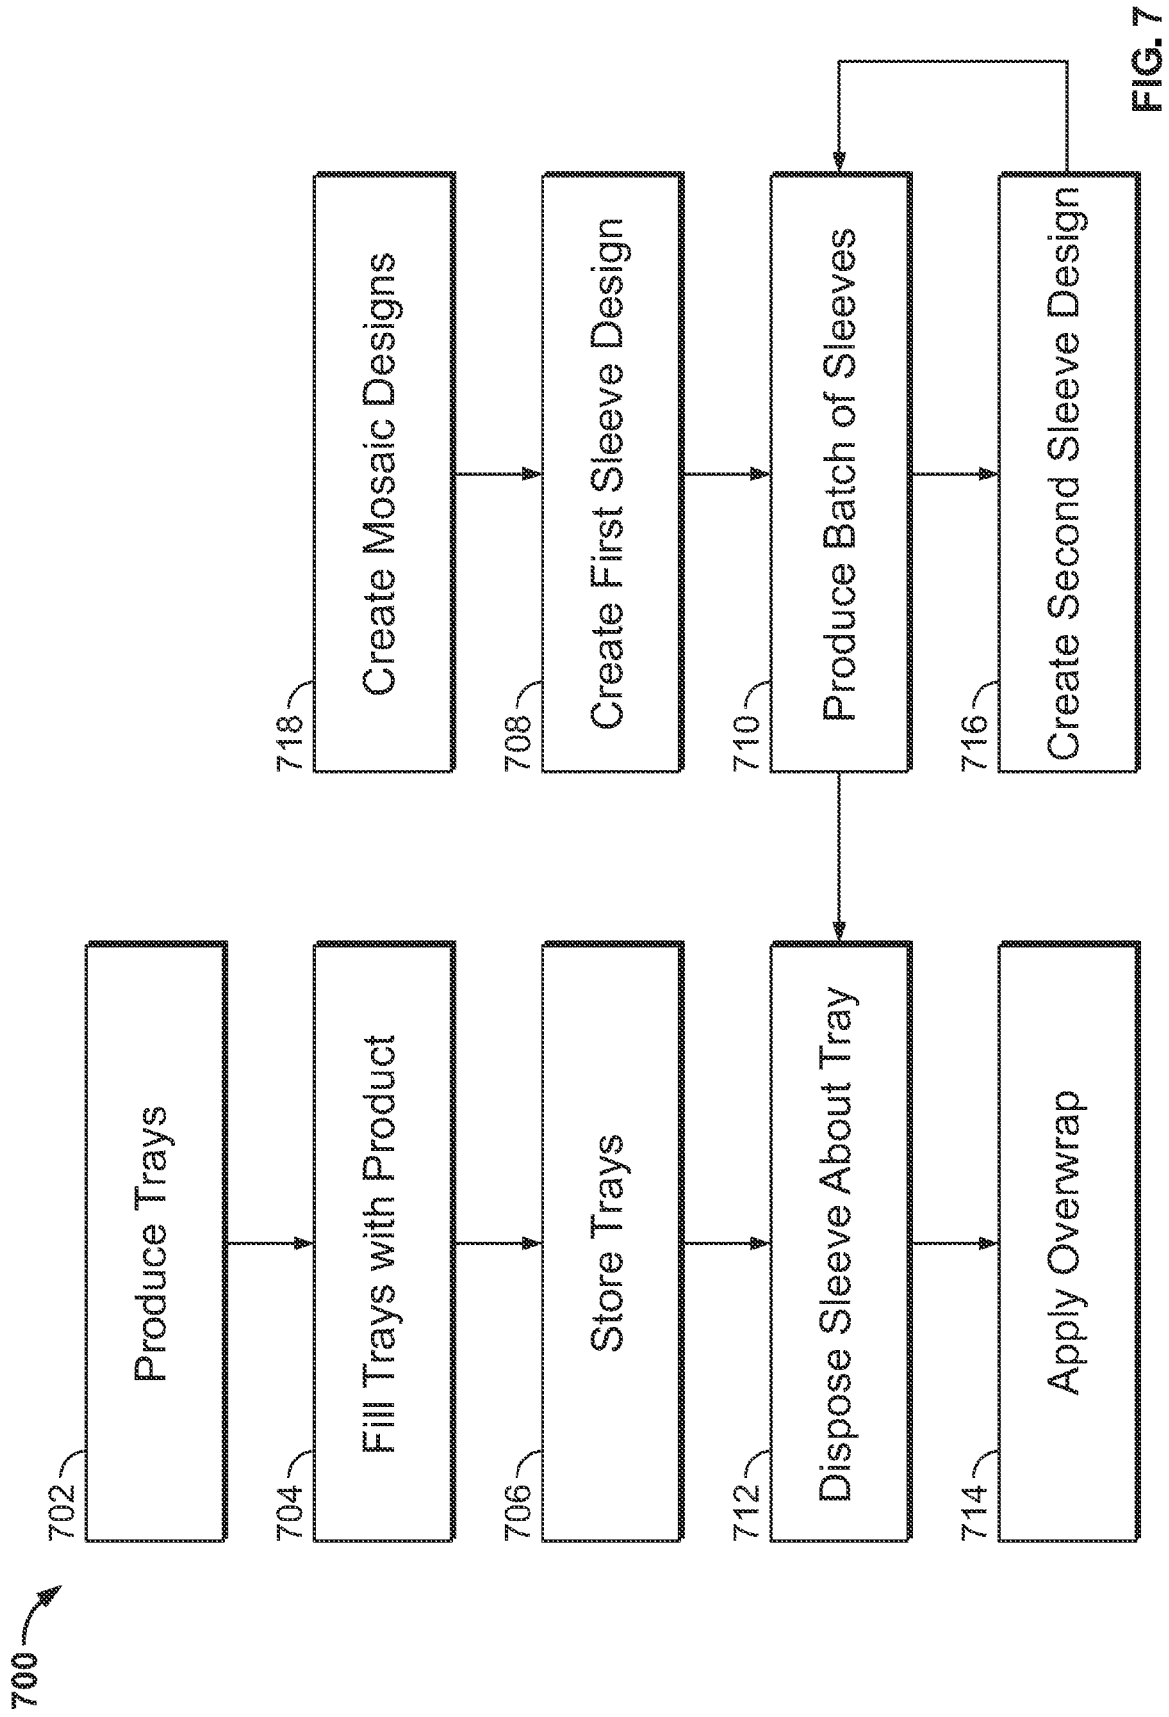 700
702
Produce Trays
704
Fill Trays with Product
706
Store Trays
712
Dispose Sleeve About Tray
714
Apply Overwrap
718
Create Mosaic Designs
708
Create First Sleeve Design
710
Produce Batch of Sleeves
716
Create Second Sleeve Design
FIG. 7